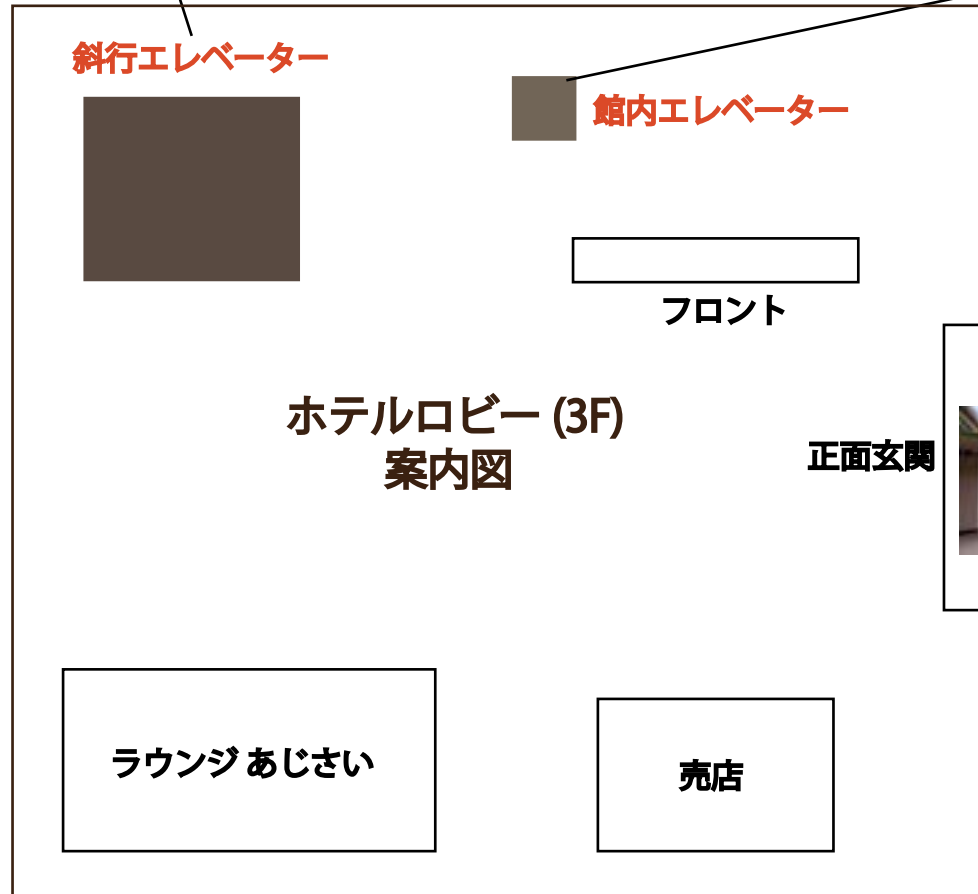 斜行エレベーター
館内エレベーター
フロント
ホテルロビー (3F)
案内図
正面玄関
ラウンジ あじさい
売店